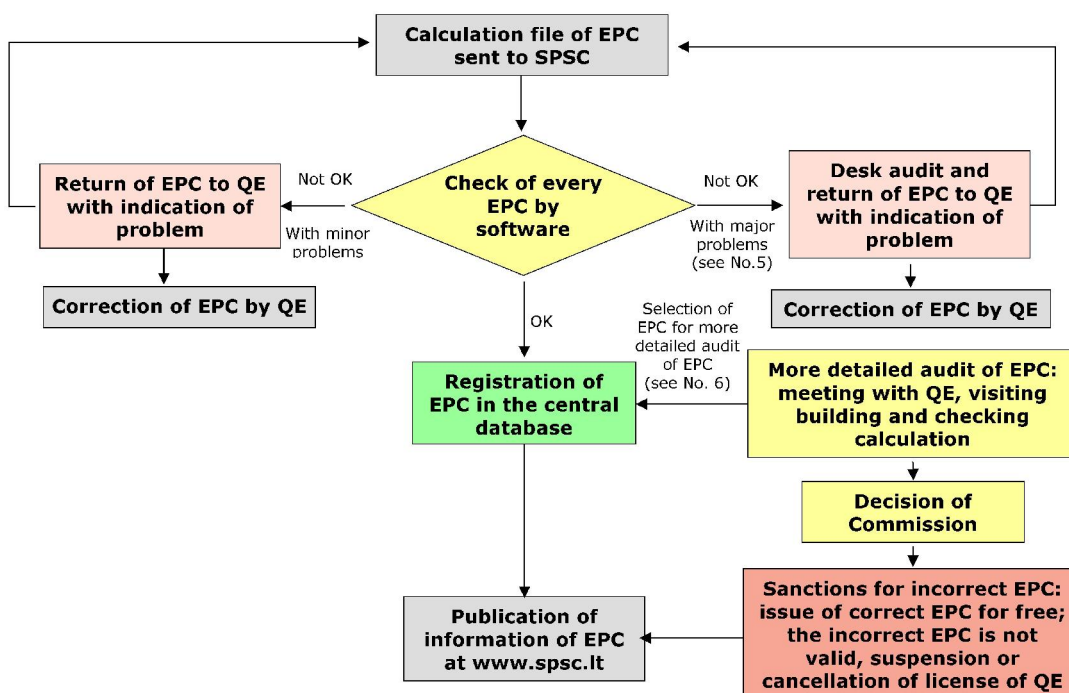 Calculation file of EPC
sent to SPSC
Return of EPC to QE
with indication of
problem
Not OK
With minor
problems
Check of every
EPC by
software
Not OK
With major
problems
(see No.5)
Desk audit and
return of EPC to QE
with indication of
problem
Correction of EPC by QE
Correction of EPC by QE
OK
Selection of
EPC for more
detailed audit
of EPC
(see No. 6)
Registration of
EPC in the central
database
More detailed audit of EPC:
meeting with QE, visiting
building and checking
calculation
Decision of
Commission
Publication of
information of EPC
at www.spsc.lt
Sanctions for incorrect EPC:
issue of correct EPC for free;
the incorrect EPC is not
valid, suspension or
cancellation of license of QE